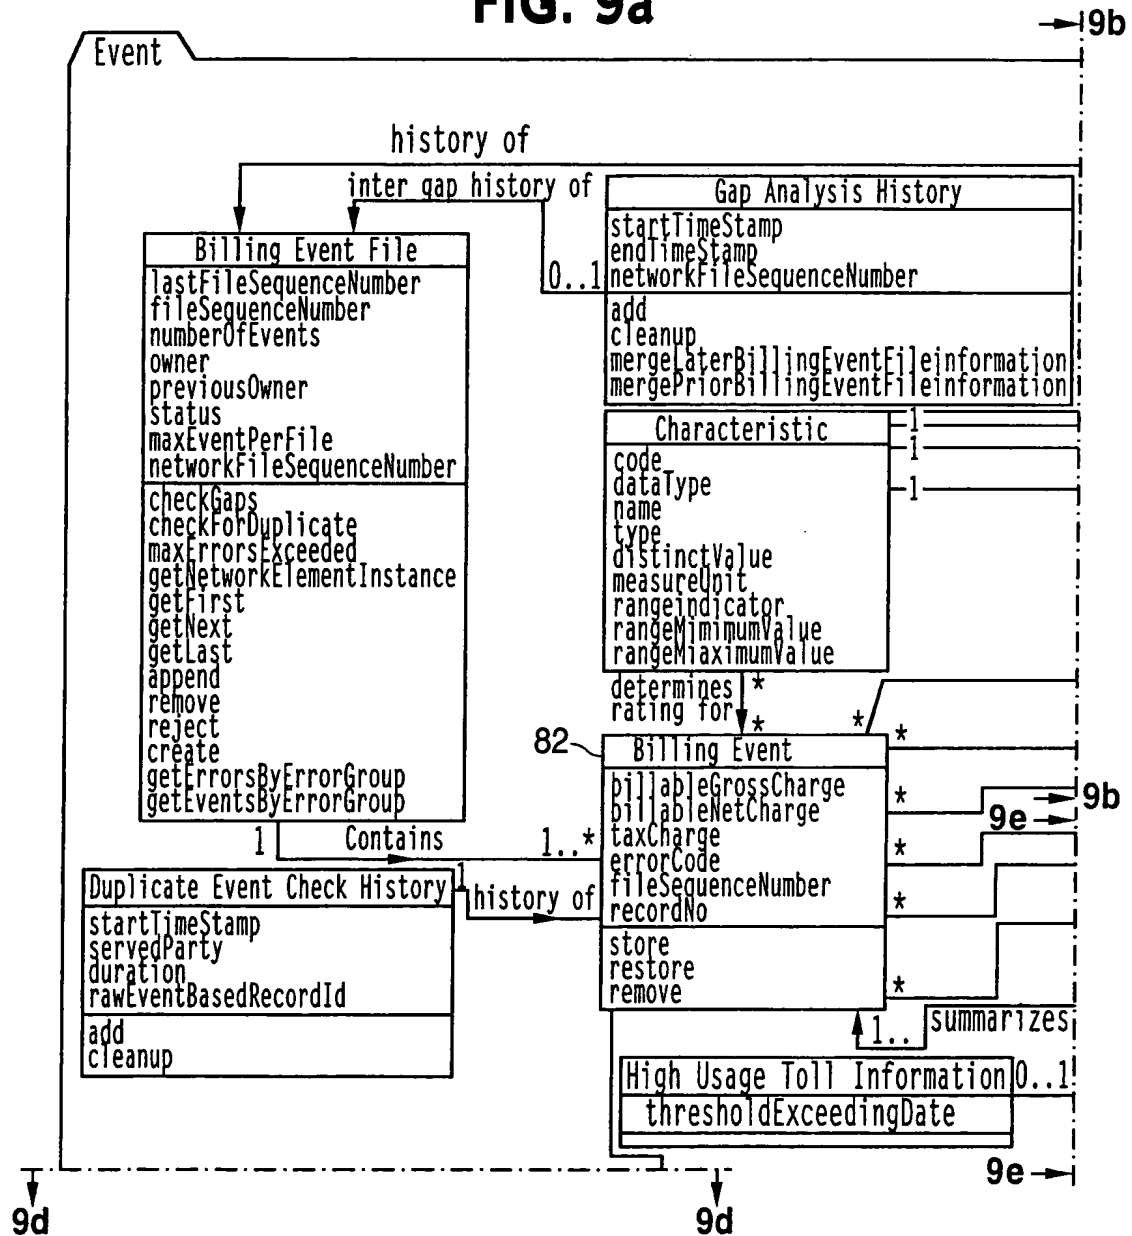 FIG. 9a
9b
Event
history of
inter gap history of
Gap Analysis History
startTimeStamp
endTimeStamp
networkFileSequenceNumber
0..1
add
cleanup
mergeLaterBillingEventFileinformation
mergePriorBillingEventFileinformation
Billing Event File
lastFileSequenceNumber
fileSequenceNumber
numberOfEvents
owner
previousOwner
status
maxEventPerFile
networkFileSequenceNumber
checkGaps
checkForDuplicate
maxErrorsExceeded
getNetworkElementInstance
getFirst
getNext
getLast
append
remove
reject
create
getErrorsByErrorGroup
getEventsByErrorGroup
Characteristic
1
1
1
code
dataType
name
type
distinctValue
measureUnit
rangeindicator
rangeMimimumValue
rangeMiaximumValue
determines
rating for
*
*
*
82
Billing Event
billableGrossCharge
billableNetCharge
taxCharge
errorCode
fileSequenceNumber
recordNo
store
restore
remove
*
*
*
*
*
9b
9e
1
Contains
1..*
Duplicate Event Check History
1
history of
startTimeStamp
servedParty
duration
rawEventBasedRecordId
add
cleanup
1..
summarizes
High Usage Toll Information
0..1
thresholdExceedingDate
9e
9d
9d